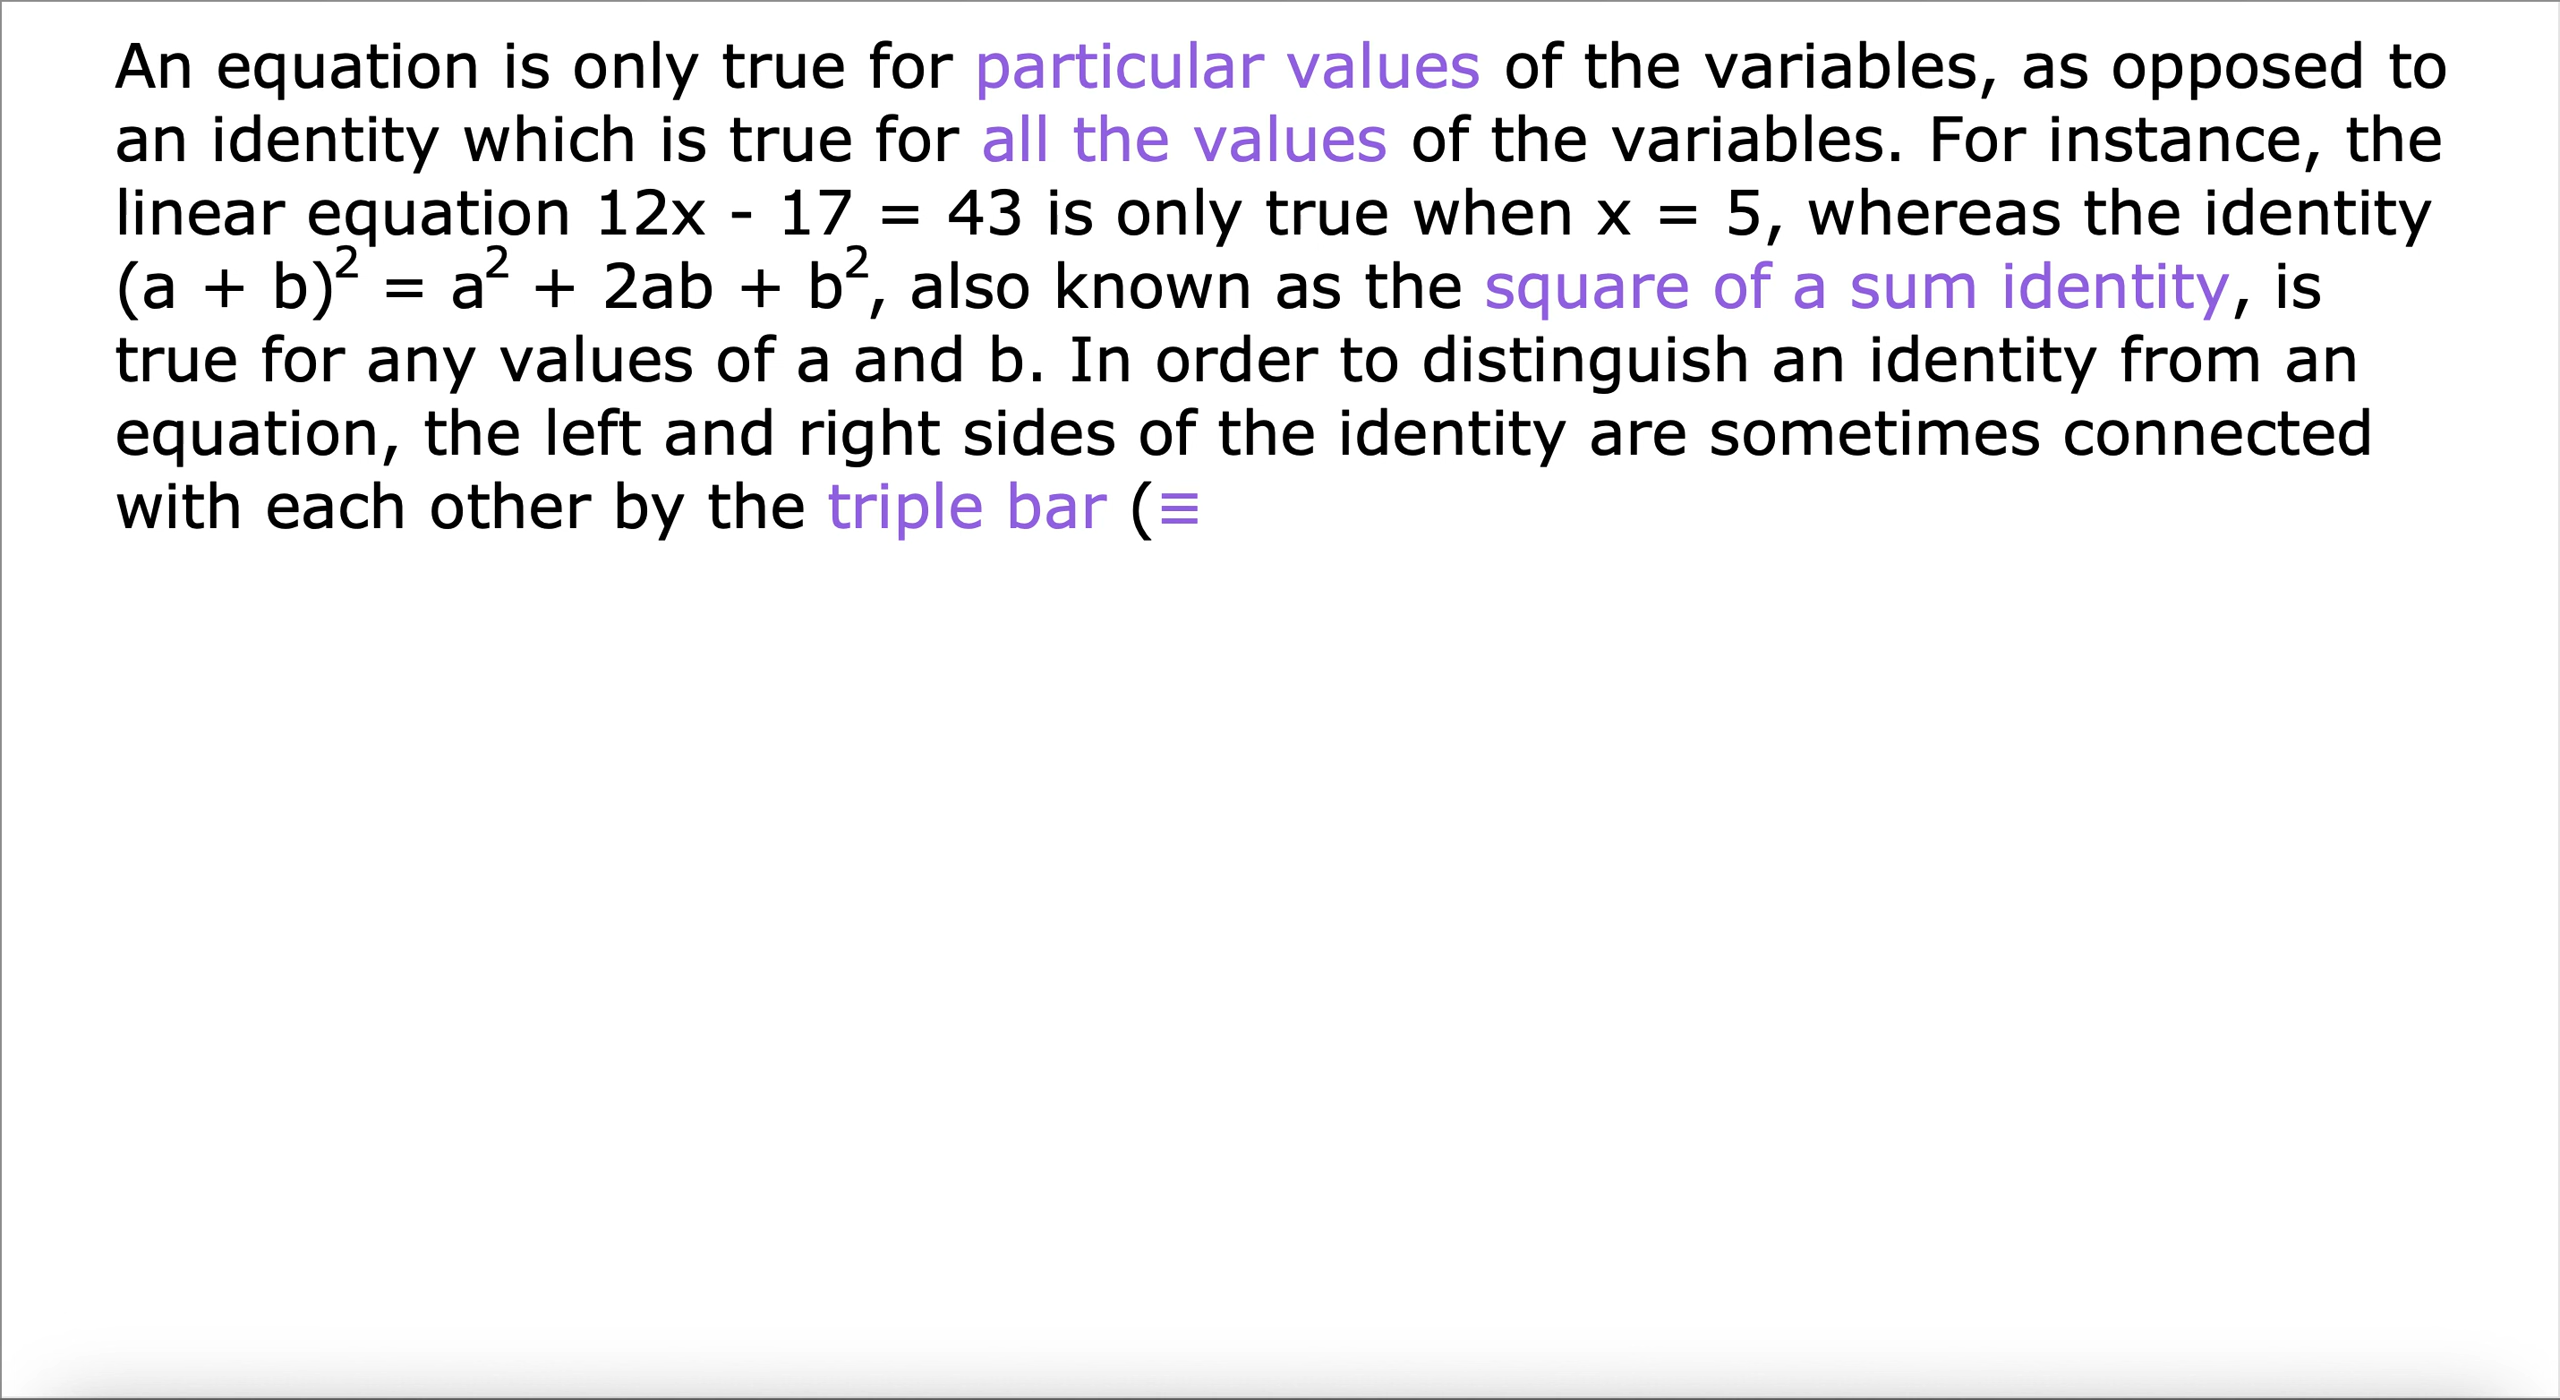 An equation is only true for particular values of the variables, as opposed to
an identity which is true for all the values of the variables. For instance, the
linear equation 12x - 17 = 43 is only true when x = 5, whereas the identity
(a + b)² = a² + 2ab + b², also known as the square of a sum identity, is
true for any values of a and b. In order to distinguish an identity from an
equation, the left and right sides of the identity are sometimes connected
with each other by the triple bar (≡